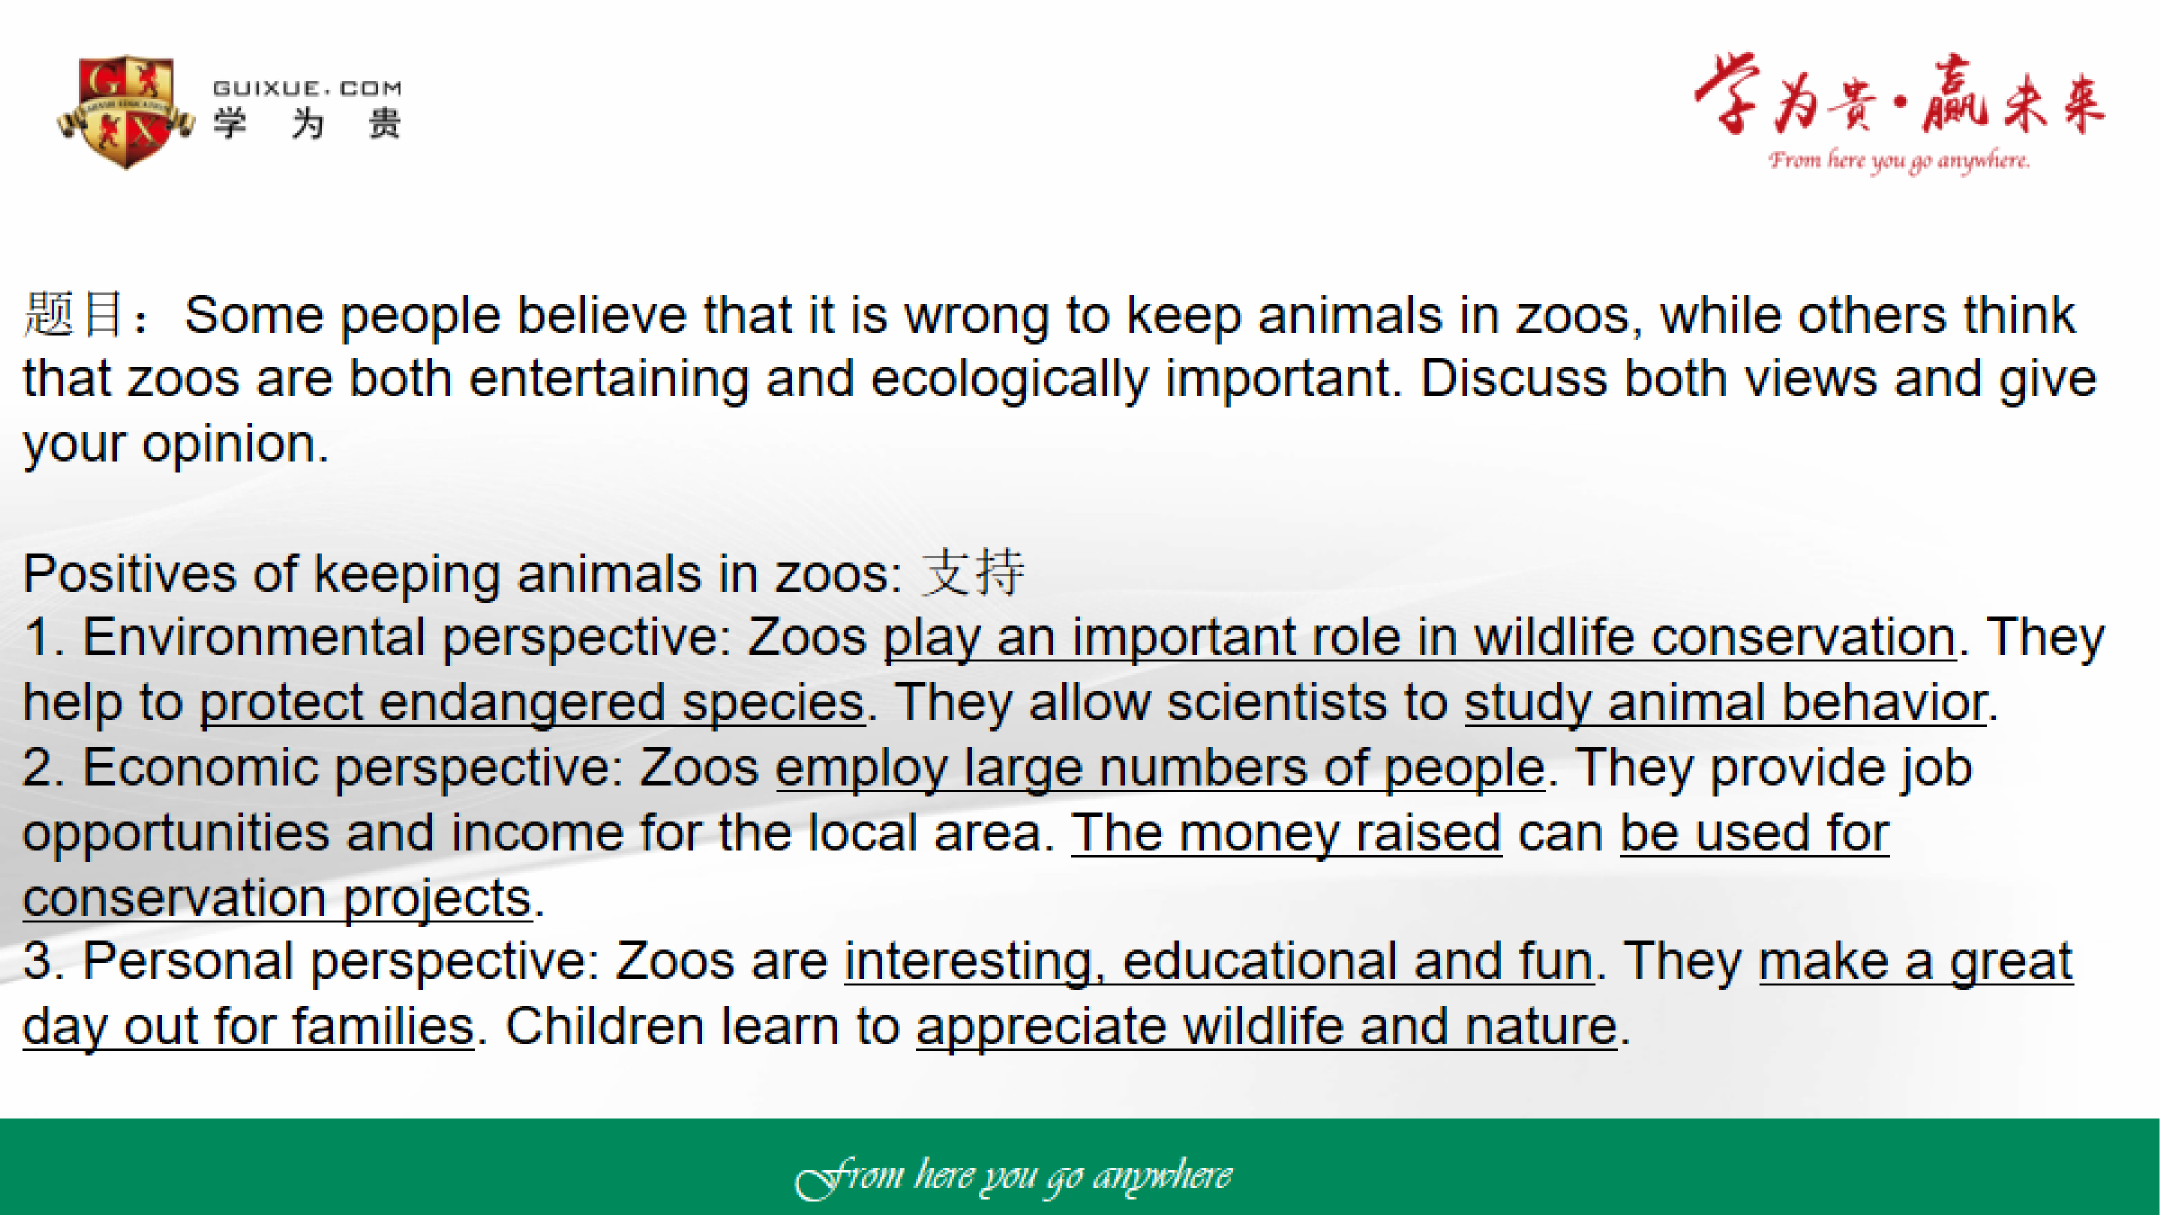 GUIXUE.COM
学为贵
学为贵·赢未来
From here you go anywhere.
题目：Some people believe that it is wrong to keep animals in zoos, while others think
that zoos are both entertaining and ecologically important. Discuss both views and give
your opinion.
Positives of keeping animals in zoos: 支持
1. Environmental perspective: Zoos play an important role in wildlife conservation. They
help to protect endangered species. They allow scientists to study animal behavior.
2. Economic perspective: Zoos employ large numbers of people. They provide job
opportunities and income for the local area. The money raised can be used for
conservation projects.
3. Personal perspective: Zoos are interesting, educational and fun. They make a great
day out for families. Children learn to appreciate wildlife and nature.
From here you go anywhere